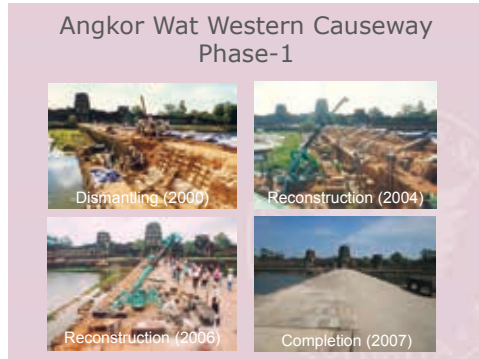 Angkor Wat Western Causeway
Phase-1
Dismantling (2000)
Reconstruction (2004)
Reconstruction (2006)
Completion (2007)